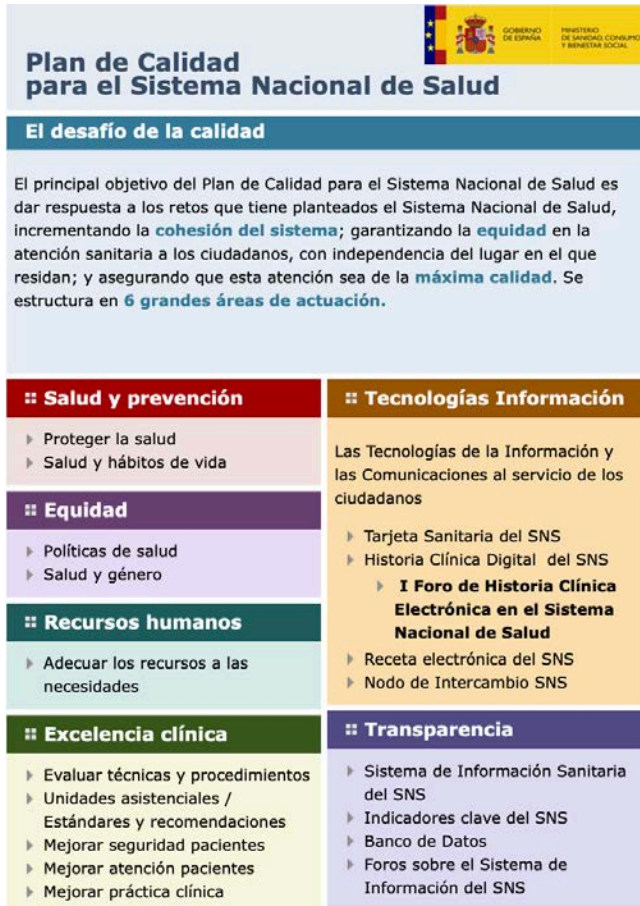 GOBIERNO
DE ESPAÑA
MINISTERIO
DE SANIDAD, CONSUMO
Y BIENESTAR SOCIAL
Plan de Calidad
para el Sistema Nacional de Salud
El desafío de la calidad
El principal objetivo del Plan de Calidad para el Sistema Nacional de Salud es
dar respuesta a los retos que tiene planteados el Sistema Nacional de Salud,
incrementando la cohesión del sistema; garantizando la equidad en la
atención sanitaria a los ciudadanos, con independencia del lugar en el que
residan; y asegurando que esta atención sea de la máxima calidad. Se
estructura en 6 grandes áreas de actuación.
Salud y prevención
Proteger la salud
Salud y hábitos de vida
Equidad
Políticas de salud
Salud y género
Recursos humanos
Adecuar los recursos a las
necesidades
Excelencia clínica
Evaluar técnicas y procedimientos
Unidades asistenciales /
Estándares y recomendaciones
Mejorar seguridad pacientes
Mejorar atención pacientes
Mejorar práctica clínica
Tecnologías Información
Las Tecnologías de la Información y
las Comunicaciones al servicio de los
ciudadanos
Tarjeta Sanitaria del SNS
Historia Clínica Digital del SNS
I Foro de Historia Clínica
Electrónica en el Sistema
Nacional de Salud
Receta electrónica del SNS
Nodo de Intercambio SNS
Transparencia
Sistema de Información Sanitaria
del SNS
Indicadores clave del SNS
Banco de Datos
Foros sobre el Sistema de
Información del SNS